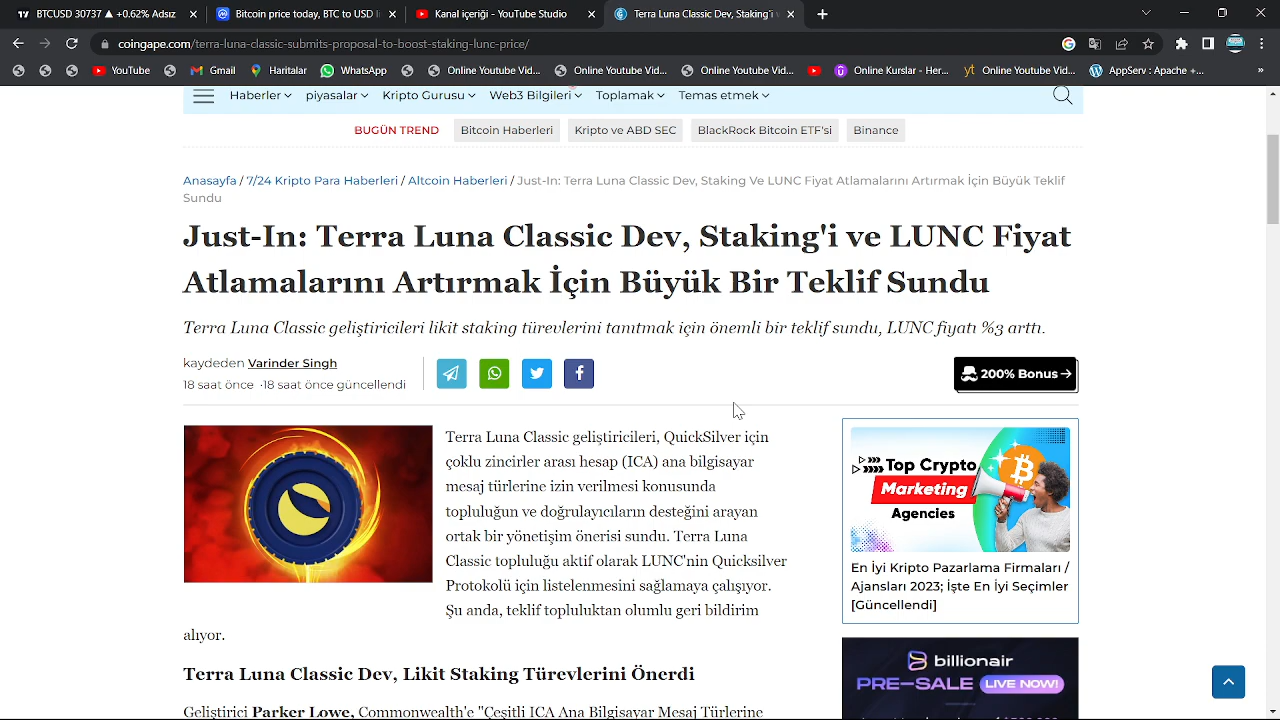 BTCUSD 30737 ▲ +0.62% Adsız
Bitcoin price today, BTC to USD l
Kanal içeriği - YouTube Studio
Terra Luna Classic Dev, Staking'i v
coingape.com/terra-luna-classic-submits-proposal-to-boost-staking-lunc-price/
YouTube Gmail Haritalar WhatsApp Online Youtube Vid... Online Youtube Vid... Online Youtube Vid... Online Kurslar - Her... Online Youtube Vid... AppServ : Apache +... »
Haberler piyasalar Kripto Gurusu Web3 Bilgileri Toplamak Temas etmek
BUGÜN TREND Bitcoin Haberleri Kripto ve ABD SEC BlackRock Bitcoin ETF'si Binance
Anasayfa / 7/24 Kripto Para Haberleri / Altcoin Haberleri / Just-In: Terra Luna Classic Dev, Staking Ve LUNC Fiyat Atlamalarını Artırmak İçin Büyük Teklif
Sundu
Just-In: Terra Luna Classic Dev, Staking'i ve LUNC Fiyat
Atlamalarını Artırmak İçin Büyük Bir Teklif Sundu
Terra Luna Classic geliştiricileri likit staking türevlerini tanıtmak için önemli bir teklif sundu, LUNC fiyatı %3 arttı.
kaydeden Varinder Singh
18 saat önce · 18 saat önce güncellendi
200% Bonus →
Terra Luna Classic geliştiricileri, QuickSilver için
çoklu zincirler arası hesap (ICA) ana bilgisayar
mesaj türlerine izin verilmesi konusunda
topluluğun ve doğrulayıcıların desteğini arayan
ortak bir yönetişim önerisi sundu. Terra Luna
Classic topluluğu aktif olarak LUNC'nin Quicksilver
Protokolü için listelenmesini sağlamaya çalışıyor.
Şu anda, teklif topluluktan olumlu geri bildirim
alıyor.
Terra Luna Classic Dev, Likit Staking Türevlerini Önerdi
Geliştirici Parker Lowe, Commonwealth'e "Çeşitli ICA Ana Bilgisayar Mesaj Türlerine
Top Crypto
Marketing
Agencies
En İyi Kripto Pazarlama Firmaları /
Ajansları 2023; İşte En İyi Seçimler
[Güncellendi]
billionair
PRE-SALE LIVE NOW!